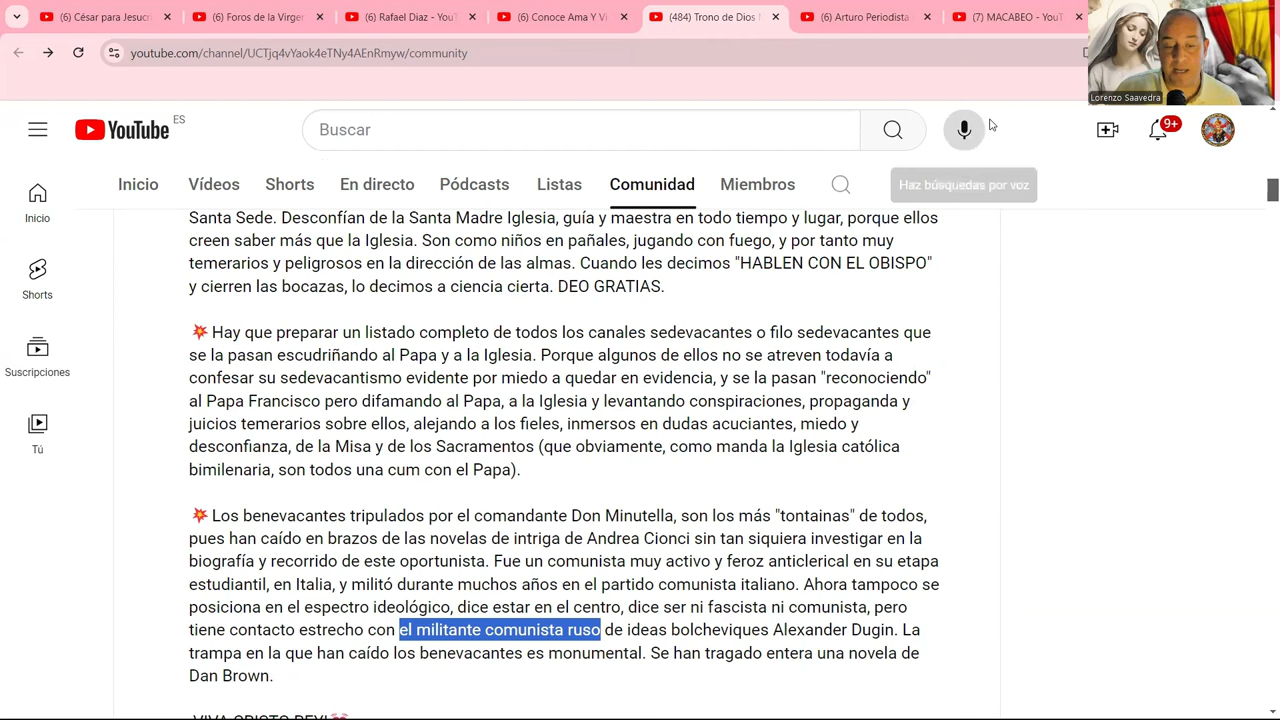 (6) César para Jesucri
(6) Foros de la Virger
(6) Rafael Diaz - YouT
(6) Conoce Ama Y Vi
(484) Trono de Dios M
(6) Arturo Periodista
(7) MACABEO - YouT
youtube.com/channel/UCTjq4vYaok4eTNy4AEnRmyw/community
Lorenzo Saavedra
YouTube ES
Buscar
9+
Inicio Vídeos Shorts En directo Pódcasts Listas Comunidad Miembros
Haz búsquedas por voz
Inicio
Shorts
Suscripciones
Tú
Santa Sede. Desconfían de la Santa Madre Iglesia, guía y maestra en todo tiempo y lugar, porque ellos
creen saber más que la Iglesia. Son como niños en pañales, jugando con fuego, y por tanto muy
temerarios y peligrosos en la dirección de las almas. Cuando les decimos "HABLEN CON EL OBISPO"
y cierren las bocazas, lo decimos a ciencia cierta. DEO GRATIAS.
💥 Hay que preparar un listado completo de todos los canales sedevacantes o filo sedevacantes que
se la pasan escudriñando al Papa y a la Iglesia. Porque algunos de ellos no se atreven todavía a
confesar su sedevacantismo evidente por miedo a quedar en evidencia, y se la pasan "reconociendo"
al Papa Francisco pero difamando al Papa, a la Iglesia y levantando conspiraciones, propaganda y
juicios temerarios sobre ellos, alejando a los fieles, inmersos en dudas acuciantes, miedo y
desconfianza, de la Misa y de los Sacramentos (que obviamente, como manda la Iglesia católica
bimilenaria, son todos una cum con el Papa).
💥 Los benevacantes tripulados por el comandante Don Minutella, son los más "tontainas" de todos,
pues han caído en brazos de las novelas de intriga de Andrea Cionci sin tan siquiera investigar en la
biografía y recorrido de este oportunista. Fue un comunista muy activo y feroz anticlerical en su etapa
estudiantil, en Italia, y militó durante muchos años en el partido comunista italiano. Ahora tampoco se
posiciona en el espectro ideológico, dice estar en el centro, dice ser ni fascista ni comunista, pero
tiene contacto estrecho con el militante comunista ruso de ideas bolcheviques Alexander Dugin. La
trampa en la que han caído los benevacantes es monumental. Se han tragado entera una novela de
Dan Brown.
VIVA CRISTO REY!